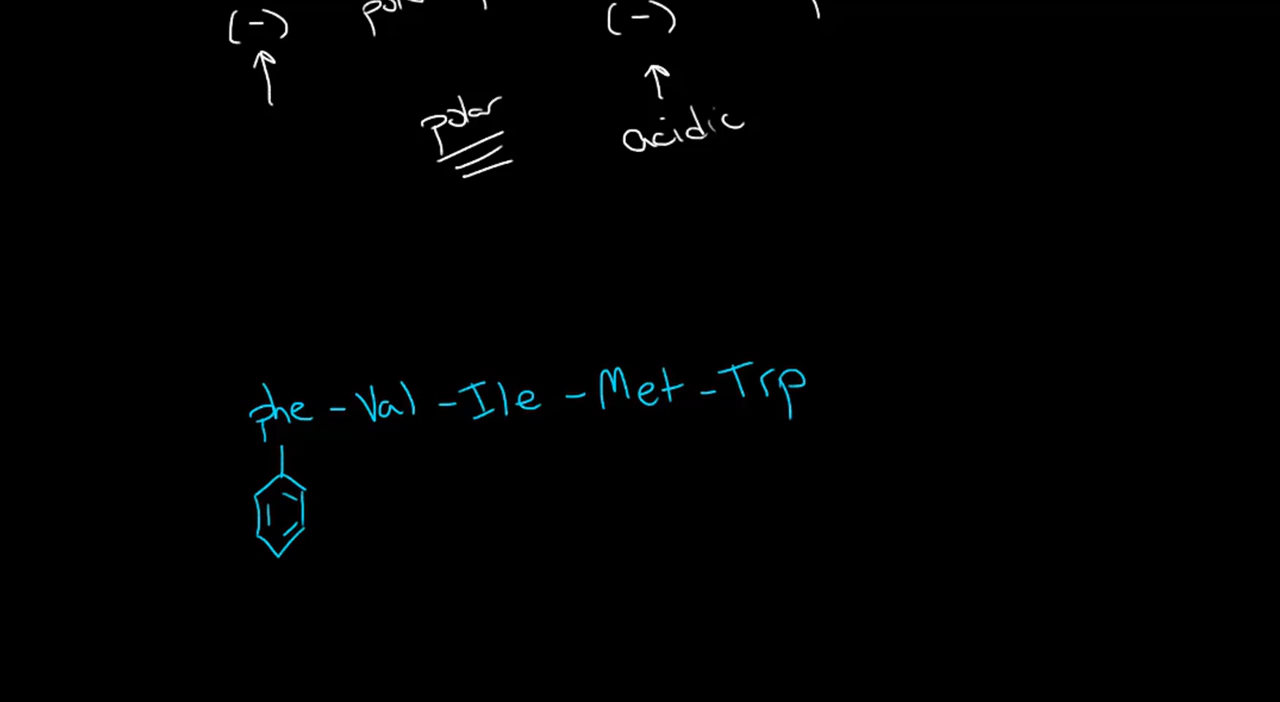 (-) (-)
polar acidic
phe - Val - Ile - Met - Trp